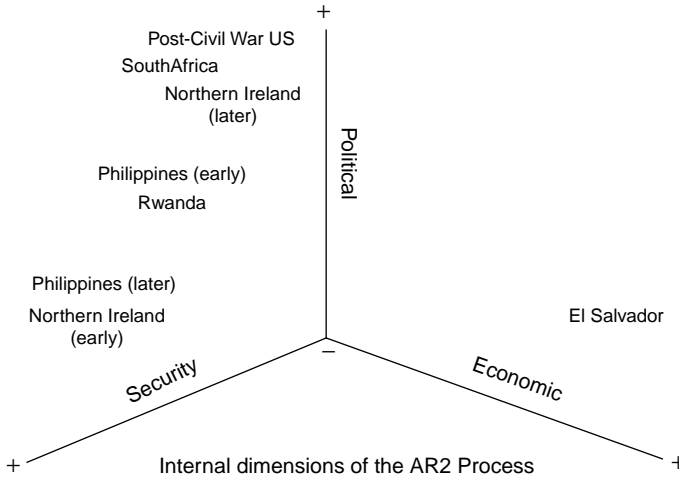 +
Post-Civil War US
SouthAfrica
Northern Ireland
(later)
Political
Philippines (early)
Rwanda
Philippines (later)
Northern Ireland
(early)
El Salvador
−
Security
Economic
+
+
Internal dimensions of the AR2 Process